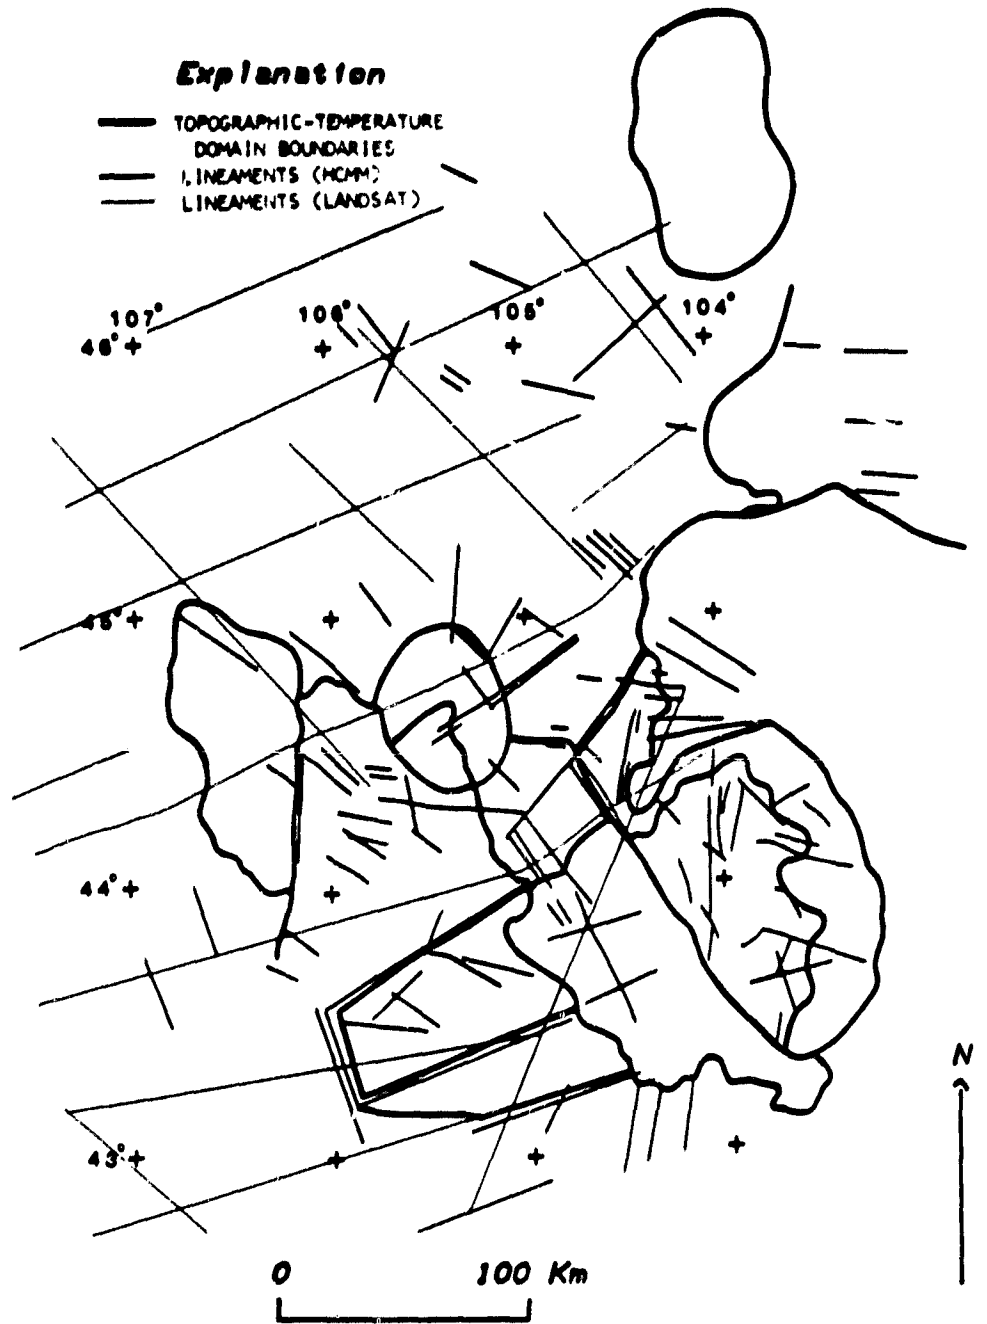 Explanation
TOPOGRAPHIC-TEMPERATURE
DOMAIN BOUNDARIES
LINEAMENTS (HCMM)
LINEAMENTS (LANDSAT)
107° 106° 105° 104°
46° +
45° +
44° +
N
43° +
0 100 Km